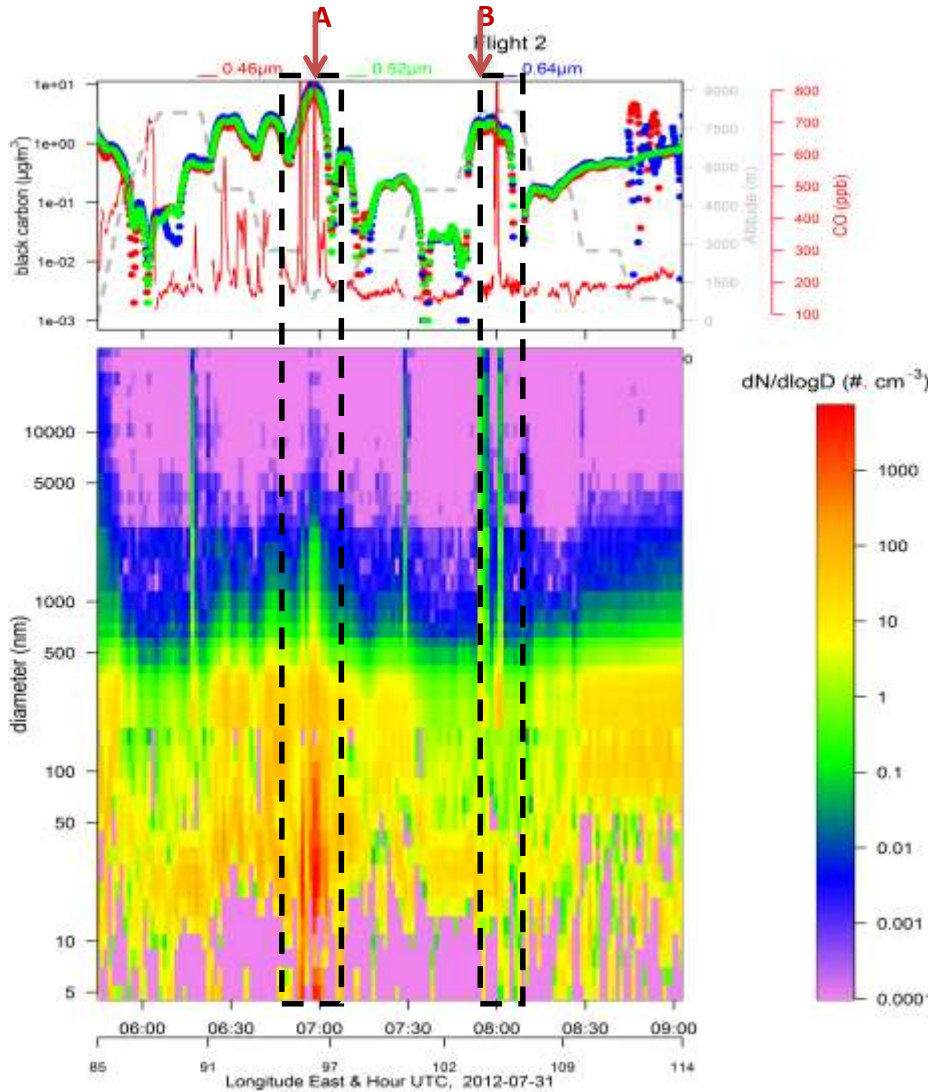 A
B
Flight 2
0.46µm
0.52µm
0.64µm
1e+01
1e+00
1e-01
1e-02
1e-03
black carbon (µg/m³)
9000
7500
6000
4500
3000
1500
0
Altitude (m)
800
700
600
500
400
300
200
100
CO (ppb)
10000
5000
1000
500
100
50
10
5
diameter (nm)
dN/dlogD (#. cm⁻³)
1000
100
10
1
0.1
0.01
0.001
0.0001
06:00 06:30 07:00 07:30 08:00 08:30 09:00
85 91 97 102 109 114
Longitude East & Hour UTC, 2012-07-31